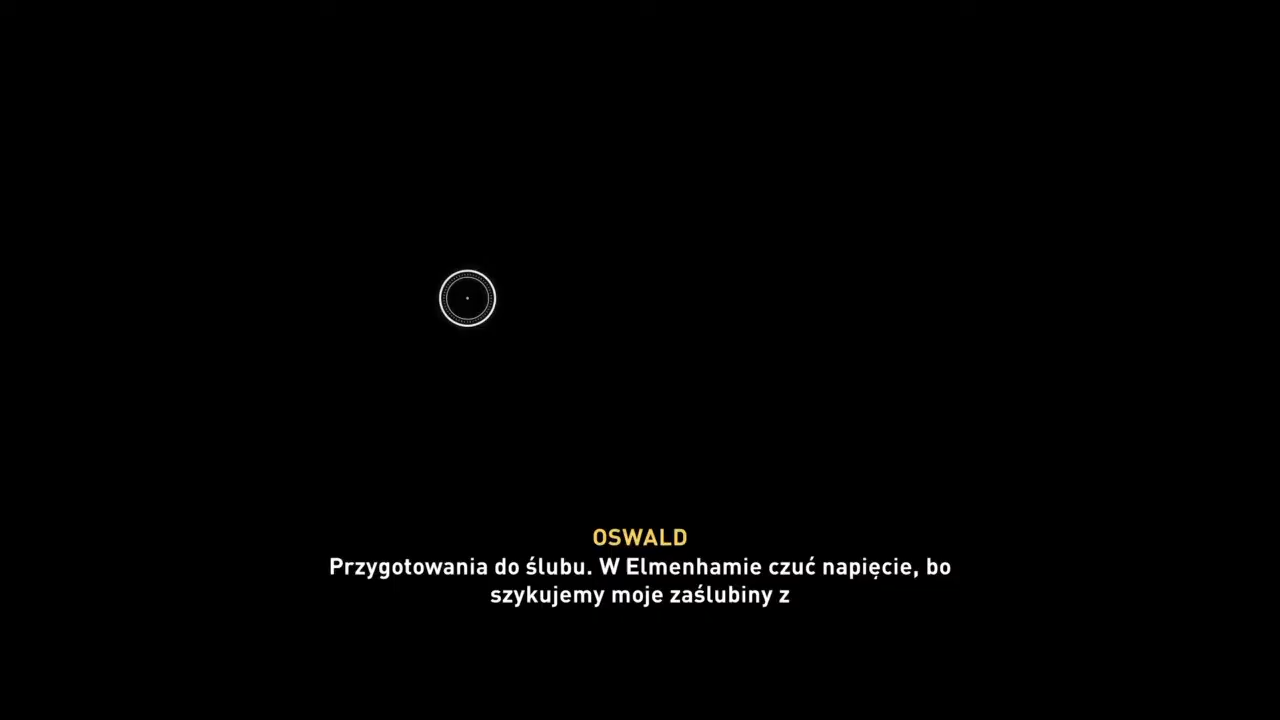 OSWALD
Przygotowania do ślubu. W Elmenhamie czuć napięcie, bo
szykujemy moje zaślubiny z